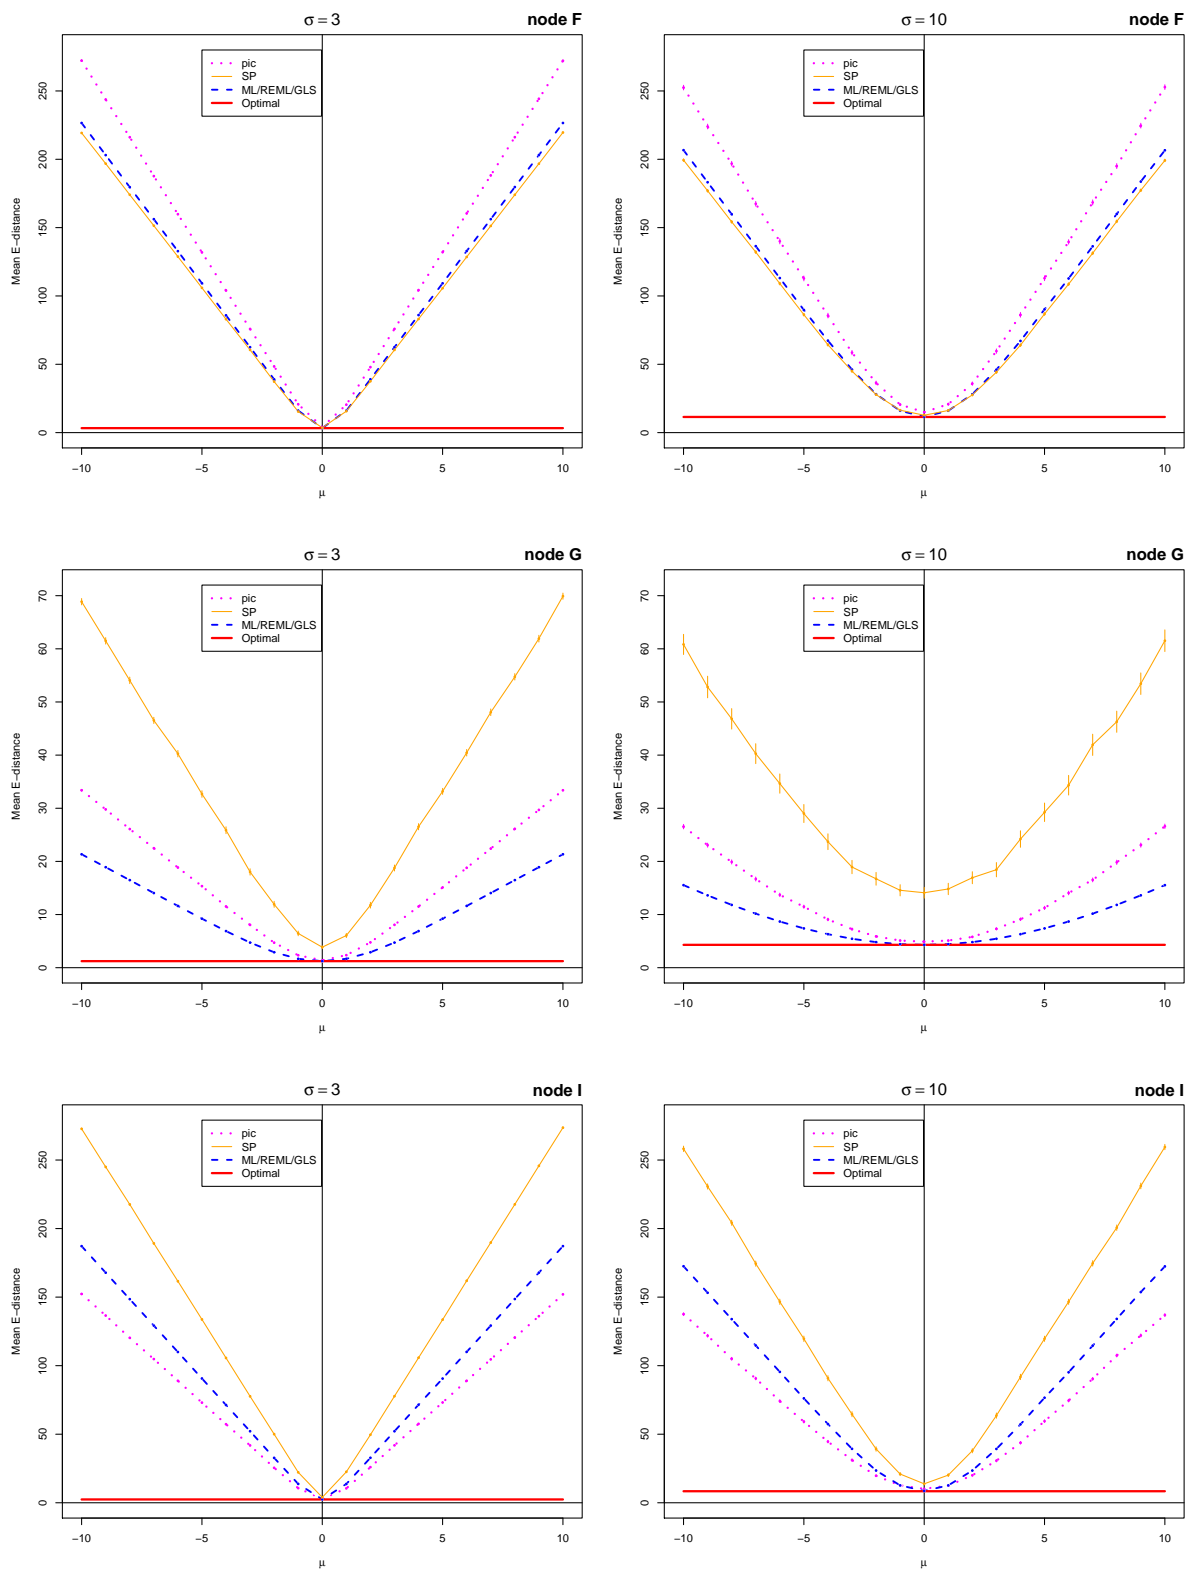 σ = 3 node F
pic
SP
ML/REML/GLS
Optimal
Mean E−distance
0 50 100 150 200 250
−10 −5 0 5 10
μ
σ = 10 node F
pic
SP
ML/REML/GLS
Optimal
Mean E−distance
0 50 100 150 200 250
−10 −5 0 5 10
μ
σ = 3 node G
pic
SP
ML/REML/GLS
Optimal
Mean E−distance
0 10 20 30 40 50 60 70
−10 −5 0 5 10
μ
σ = 10 node G
pic
SP
ML/REML/GLS
Optimal
Mean E−distance
0 10 20 30 40 50 60 70
−10 −5 0 5 10
μ
σ = 3 node I
pic
SP
ML/REML/GLS
Optimal
Mean E−distance
0 50 100 150 200 250
−10 −5 0 5 10
μ
σ = 10 node I
pic
SP
ML/REML/GLS
Optimal
Mean E−distance
0 50 100 150 200 250
−10 −5 0 5 10
μ